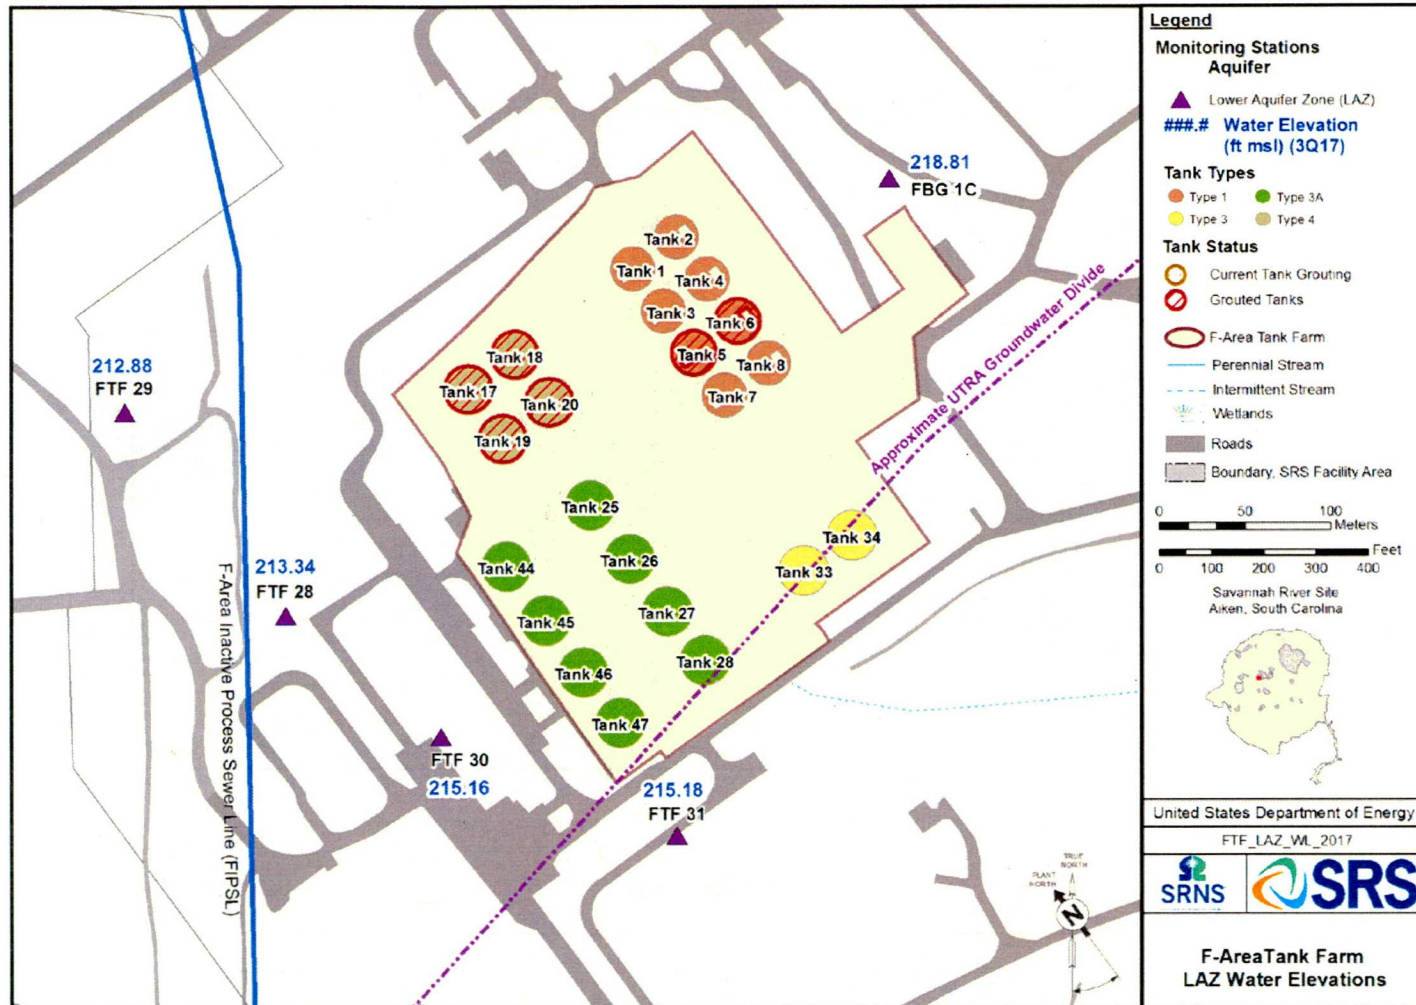 218.81
FBG 1C
Tank 2
Tank 1
Tank 4
Tank 3
Tank 6
Tank 5
Tank 8
Tank 7
Tank 18
Tank 17
Tank 20
Tank 19
212.88
FTF 29
Approximate UTRA Groundwater Divide
Tank 25
Tank 34
Tank 26
Tank 44
Tank 33
213.34
FTF 28
Tank 27
Tank 45
Tank 28
Tank 46
Tank 47
F-Area Inactive Process Sewer Line (FIPSL)
FTF 30
215.16
215.18
FTF 31
TRUE
NORTH
PLANT
NORTH
N
Legend
Monitoring Stations
Aquifer
Lower Aquifer Zone (LAZ)
###.# Water Elevation
(ft msl) (3Q17)
Tank Types
Type 1 Type 3A
Type 3 Type 4
Tank Status
Current Tank Grouting
Grouted Tanks
F-Area Tank Farm
Perennial Stream
Intermittent Stream
Wetlands
Roads
Boundary, SRS Facility Area
0 50 100
Meters
Feet
0 100 200 300 400
Savannah River Site
Aiken, South Carolina
United States Department of Energy
FTF_LAZ_WL_2017
SRNS SRS
F-AreaTank Farm
LAZ Water Elevations